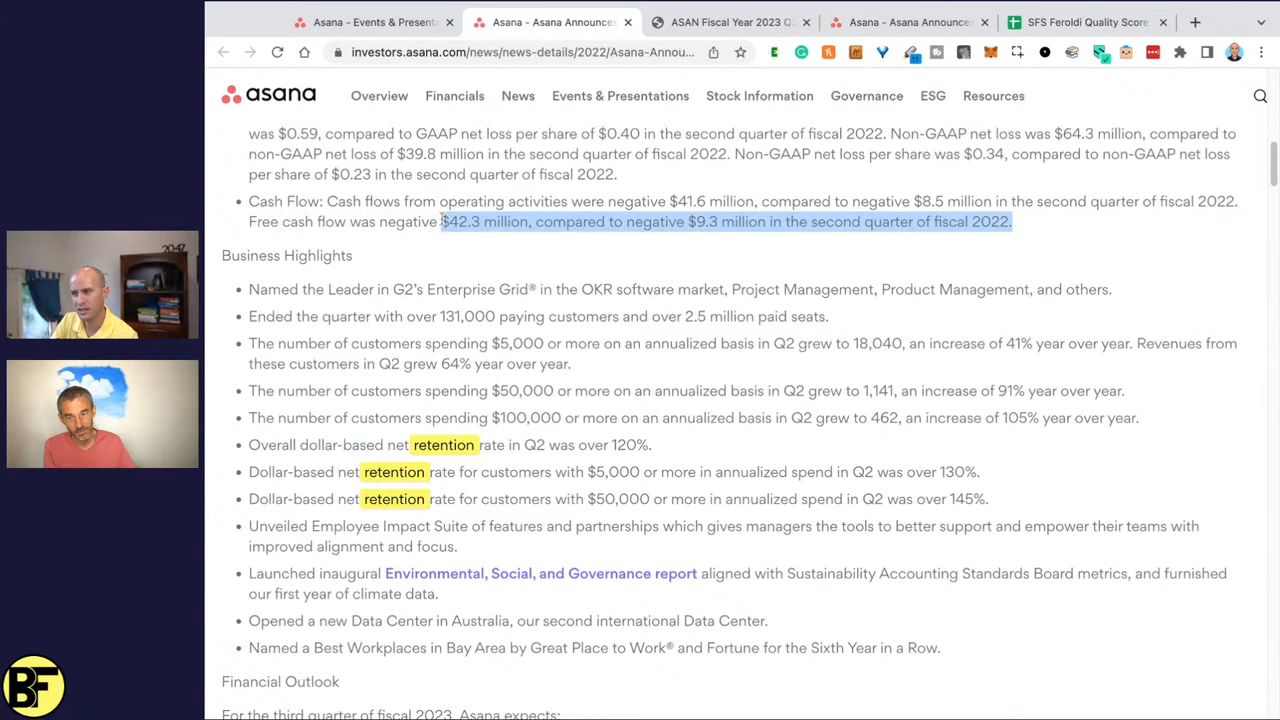 Asana - Events & Presentat
Asana - Asana Announces
ASAN Fiscal Year 2023 Q2
Asana - Asana Announces
SFS Feroldi Quality Score
investors.asana.com/news/news-details/2022/Asana-Annou...
11
asana
Overview
Financials
News
Events & Presentations
Stock Information
Governance
ESG
Resources
was $0.59, compared to GAAP net loss per share of $0.40 in the second quarter of fiscal 2022. Non-GAAP net loss was $64.3 million, compared to
non-GAAP net loss of $39.8 million in the second quarter of fiscal 2022. Non-GAAP net loss per share was $0.34, compared to non-GAAP net loss per
share of $0.23 in the second quarter of fiscal 2022.
• Cash Flow: Cash flows from operating activities were negative $41.6 million, compared to negative $8.5 million in the second quarter of fiscal 2022.
Free cash flow was negative $42.3 million, compared to negative $9.3 million in the second quarter of fiscal 2022.
Business Highlights
• Named the Leader in G2's Enterprise Grid® in the OKR software market, Project Management, Product Management, and others.
• Ended the quarter with over 131,000 paying customers and over 2.5 million paid seats.
• The number of customers spending $5,000 or more on an annualized basis in Q2 grew to 18,040, an increase of 41% year over year. Revenues from
these customers in Q2 grew 64% year over year.
• The number of customers spending $50,000 or more on an annualized basis in Q2 grew to 1,141, an increase of 91% year over year.
• The number of customers spending $100,000 or more on an annualized basis in Q2 grew to 462, an increase of 105% year over year.
• Overall dollar-based net retention rate in Q2 was over 120%.
• Dollar-based net retention rate for customers with $5,000 or more in annualized spend in Q2 was over 130%.
• Dollar-based net retention rate for customers with $50,000 or more in annualized spend in Q2 was over 145%.
• Unveiled Employee Impact Suite of features and partnerships which gives managers the tools to better support and empower their teams with
improved alignment and focus.
• Launched inaugural Environmental, Social, and Governance report aligned with Sustainability Accounting Standards Board metrics, and furnished
our first year of climate data.
• Opened a new Data Center in Australia, our second international Data Center.
• Named a Best Workplaces in Bay Area by Great Place to Work® and Fortune for the Sixth Year in a Row.
Financial Outlook
For the third quarter of fiscal 2023, Asana expects:
BF